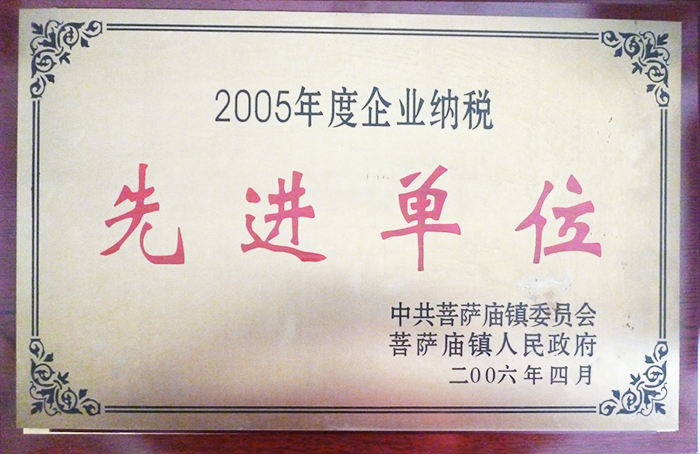 2005年度企业纳税
先进单位
中共菩萨庙镇委员会
菩萨庙镇人民政府
二00六年四月